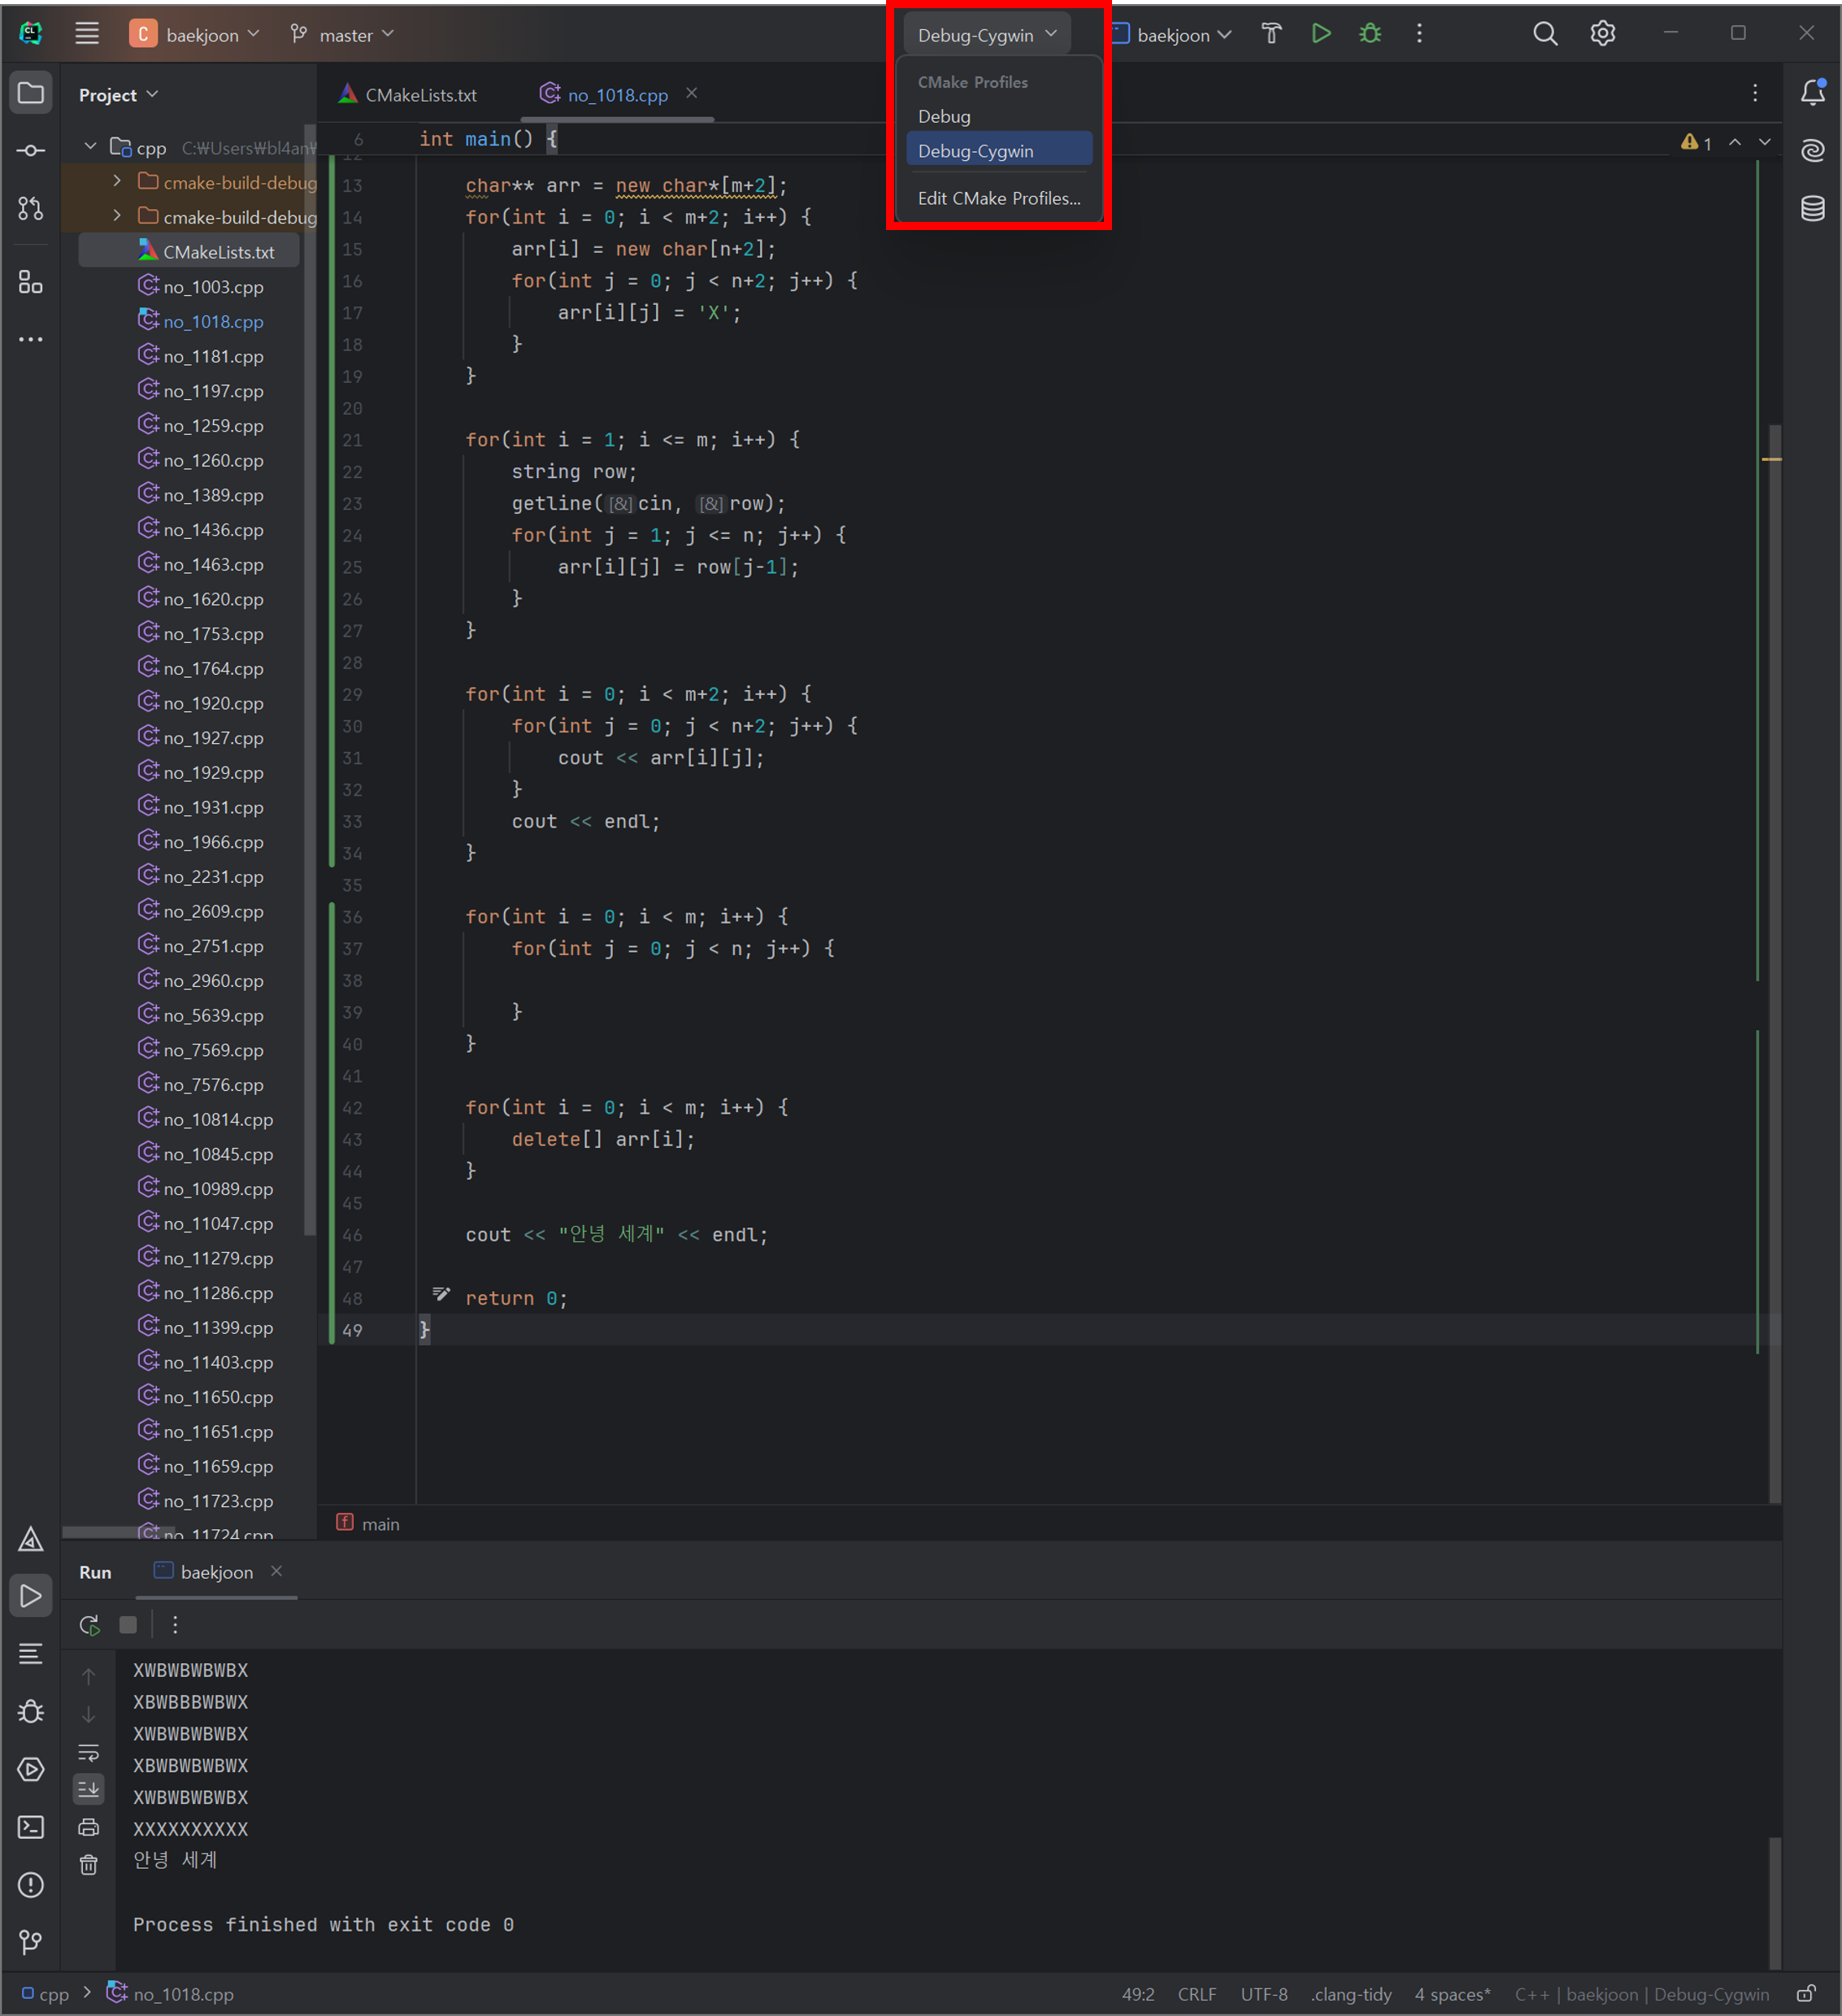 CL
C baekjoon master Debug-Cygwin baekjoon
CMake Profiles
Debug
Debug-Cygwin
Edit CMake Profiles...
Project
cpp C:₩Users₩bl4an₩
cmake-build-debug
cmake-build-debug
CMakeLists.txt
no_1003.cpp
no_1018.cpp
no_1181.cpp
no_1197.cpp
no_1259.cpp
no_1260.cpp
no_1389.cpp
no_1436.cpp
no_1463.cpp
no_1620.cpp
no_1753.cpp
no_1764.cpp
no_1920.cpp
no_1927.cpp
no_1929.cpp
no_1931.cpp
no_1966.cpp
no_2231.cpp
no_2609.cpp
no_2751.cpp
no_2960.cpp
no_5639.cpp
no_7569.cpp
no_7576.cpp
no_10814.cpp
no_10845.cpp
no_10989.cpp
no_11047.cpp
no_11279.cpp
no_11286.cpp
no_11399.cpp
no_11403.cpp
no_11650.cpp
no_11651.cpp
no_11659.cpp
no_11723.cpp
no_11724.cpp
CMakeLists.txt no_1018.cpp
6 int main() {
1
12
13 char** arr = new char*[m+2];
14 for(int i = 0; i < m+2; i++) {
15 arr[i] = new char[n+2];
16 for(int j = 0; j < n+2; j++) {
17 arr[i][j] = 'X';
18 }
19 }
20
21 for(int i = 1; i <= m; i++) {
22 string row;
23 getline([&]cin, [&]row);
24 for(int j = 1; j <= n; j++) {
25 arr[i][j] = row[j-1];
26 }
27 }
28
29 for(int i = 0; i < m+2; i++) {
30 for(int j = 0; j < n+2; j++) {
31 cout << arr[i][j];
32 }
33 cout << endl;
34 }
35
36 for(int i = 0; i < m; i++) {
37 for(int j = 0; j < n; j++) {
38
39 }
40 }
41
42 for(int i = 0; i < m; i++) {
43 delete[] arr[i];
44 }
45
46 cout << "안녕 세계" << endl;
47
48 return 0;
49 }
f main
Run baekjoon
XWBWBWBWBX
XBWBBBWBWX
XWBWBWBWBX
XBWBWBWBWX
XWBWBWBWBX
XXXXXXXXXX
안녕 세계
Process finished with exit code 0
cpp > no_1018.cpp
49:2 CRLF UTF-8 .clang-tidy 4 spaces* C++ | baekjoon | Debug-Cygwin